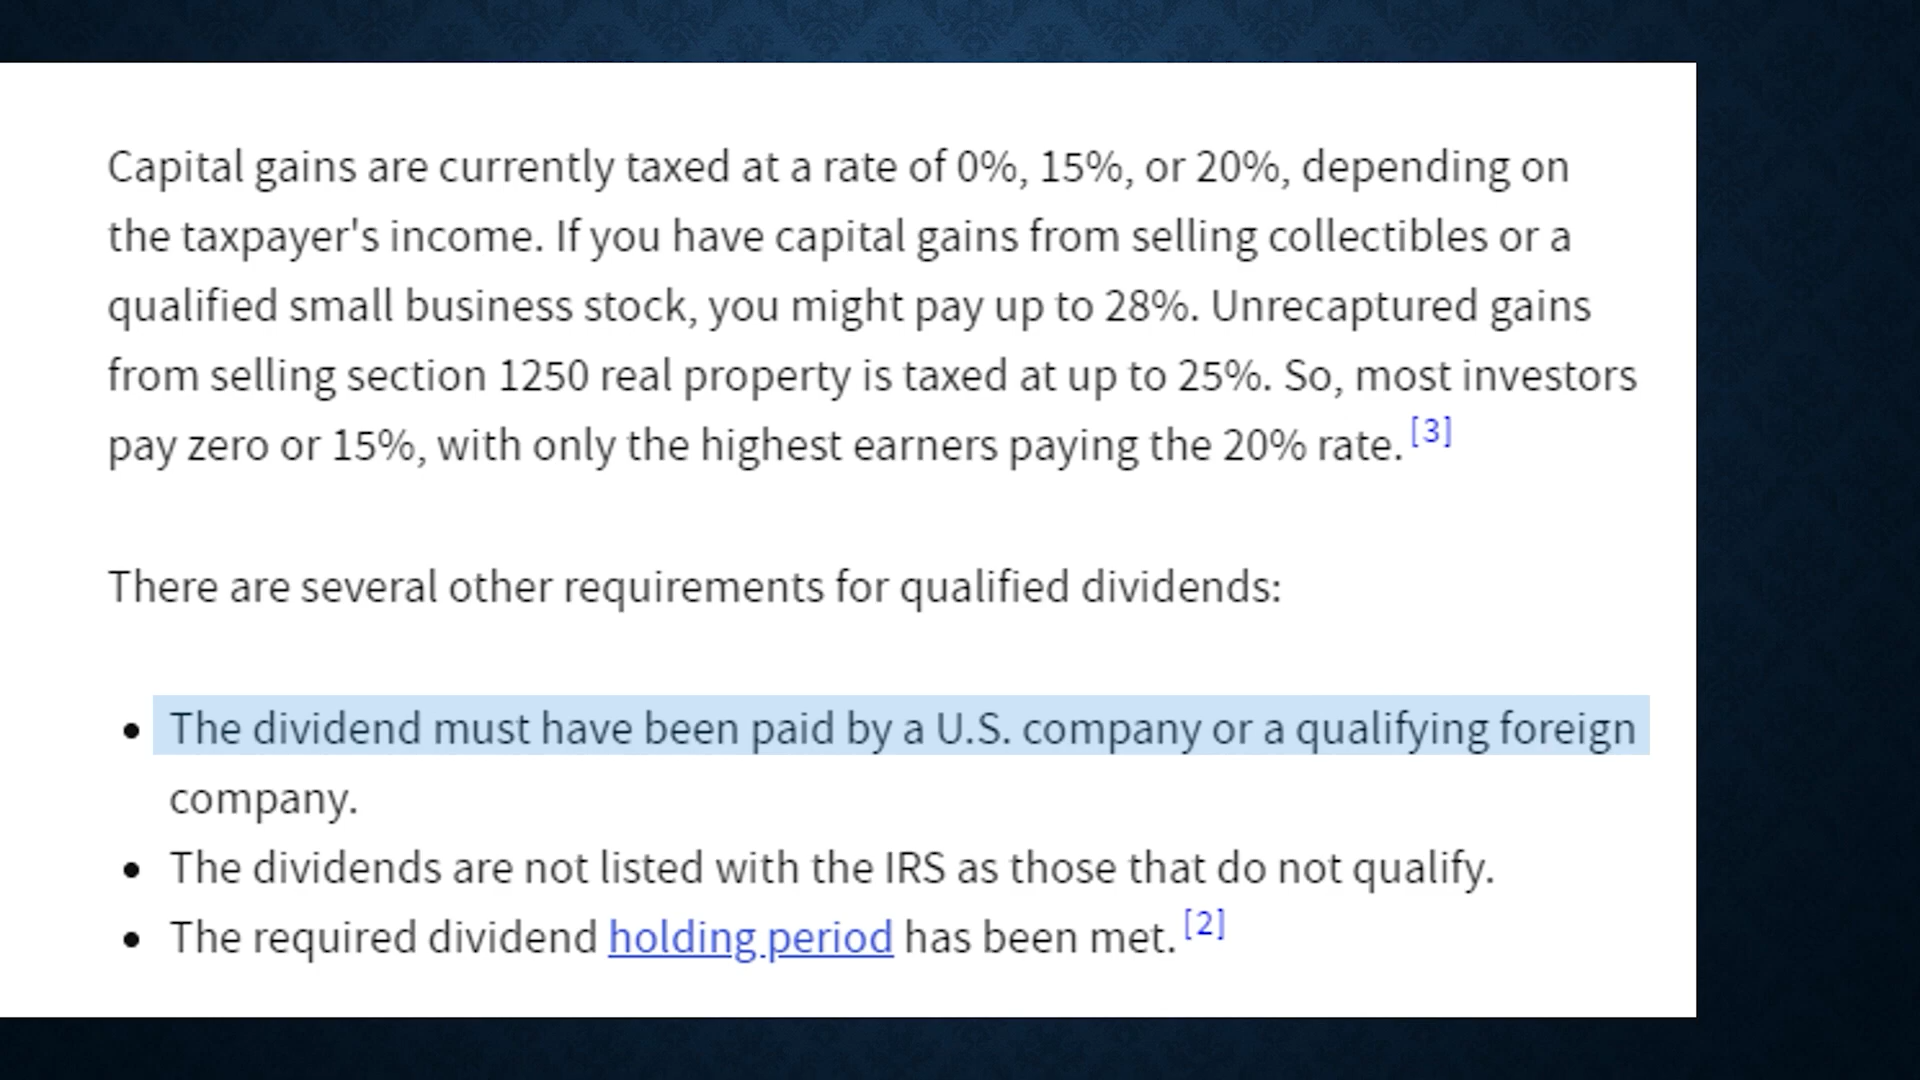 Capital gains are currently taxed at a rate of 0%, 15%, or 20%, depending on
the taxpayer's income. If you have capital gains from selling collectibles or a
qualified small business stock, you might pay up to 28%. Unrecaptured gains
from selling section 1250 real property is taxed at up to 25%. So, most investors
pay zero or 15%, with only the highest earners paying the 20% rate. [3]
There are several other requirements for qualified dividends:
• The dividend must have been paid by a U.S. company or a qualifying foreign
company.
• The dividends are not listed with the IRS as those that do not qualify.
• The required dividend holding period has been met. [2]